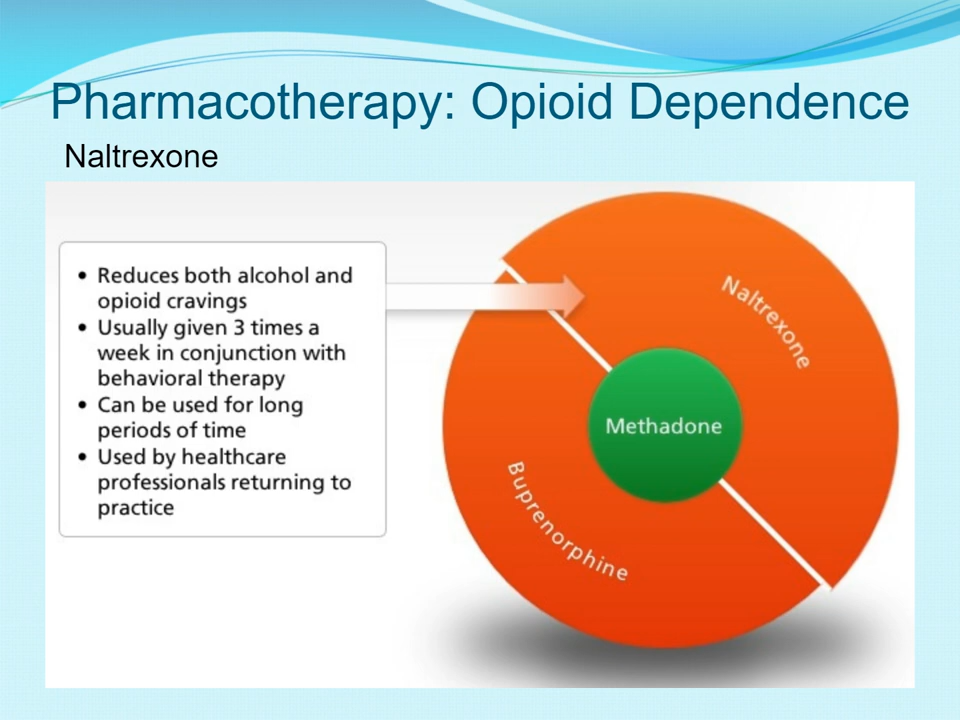 Pharmacotherapy: Opioid Dependence
Naltrexone
• Reduces both alcohol and
opioid cravings
• Usually given 3 times a
week in conjunction with
behavioral therapy
• Can be used for long
periods of time
• Used by healthcare
professionals returning to
practice
Naltrexone
Methadone
Buprenorphine